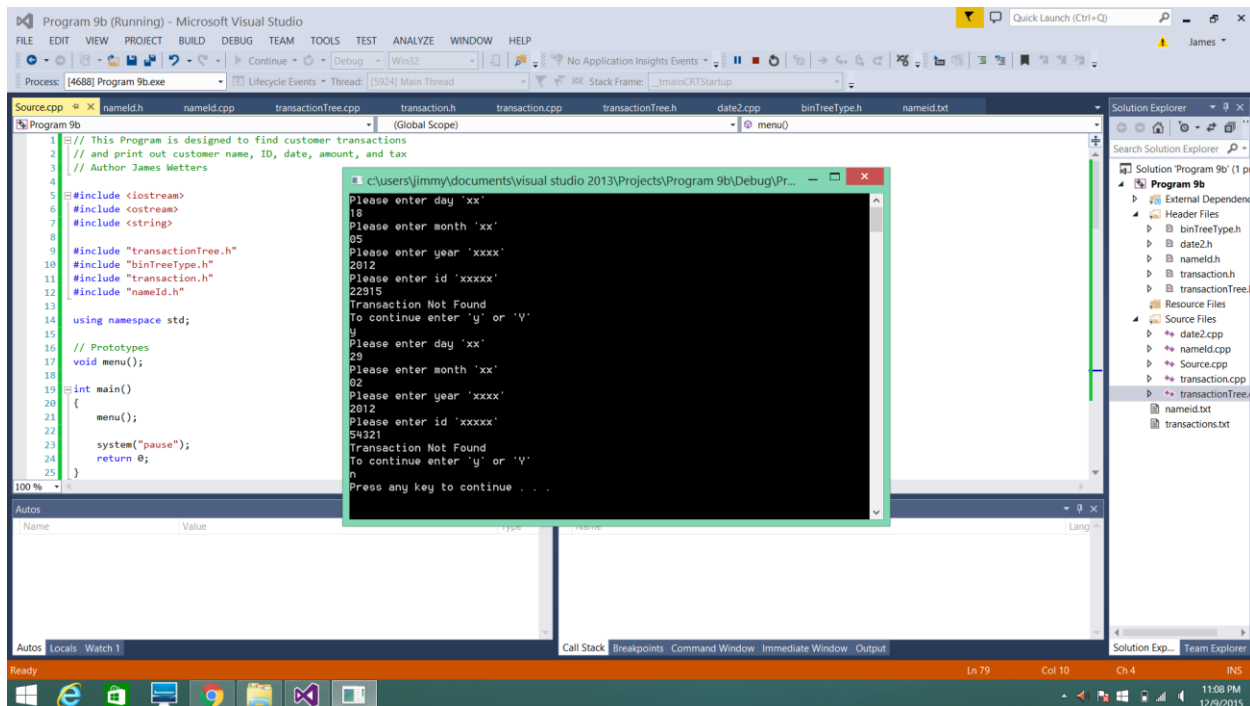 Program 9b (Running) - Microsoft Visual Studio
Quick Launch (Ctrl+Q)
FILE EDIT VIEW PROJECT BUILD DEBUG TEAM TOOLS TEST ANALYZE WINDOW HELP
James
Continue Debug Win32 No Application Insights Events
Process: [4688] Program 9b.exe Lifecycle Events Thread: [5924] Main Thread Stack Frame: __tmainCRTStartup
Source.cpp nameId.h nameId.cpp transactionTree.cpp transaction.h transaction.cpp transactionTree.h date2.cpp binTreeType.h nameid.txt
Program 9b (Global Scope) menu()
1 // This Program is designed to find customer transactions
2 // and print out customer name, ID, date, amount, and tax
3 // Author James Wetters
4
5 #include <iostream>
6 #include <ostream>
7 #include <string>
8
9 #include "transactionTree.h"
10 #include "binTreeType.h"
11 #include "transaction.h"
12 #include "nameId.h"
13
14 using namespace std;
15
16 // Prototypes
17 void menu();
18
19 int main()
20 {
21 menu();
22
23 system("pause");
24 return 0;
25 }
100 %
c:\users\jimmy\documents\visual studio 2013\Projects\Program 9b\Debug\Pr...
Please enter day 'xx'
18
Please enter month 'xx'
05
Please enter year 'xxxx'
2012
Please enter id 'xxxxx'
22915
Transaction Not Found
To continue enter 'y' or 'Y'
y
Please enter day 'xx'
29
Please enter month 'xx'
02
Please enter year 'xxxx'
2012
Please enter id 'xxxxx'
54321
Transaction Not Found
To continue enter 'y' or 'Y'
n
Press any key to continue . . .
Solution Explorer
Search Solution Explorer
Solution 'Program 9b' (1 p
Program 9b
External Dependenc
Header Files
binTreeType.h
date2.h
nameId.h
transaction.h
transactionTree.
Resource Files
Source Files
date2.cpp
nameId.cpp
Source.cpp
transaction.cpp
transactionTree.
nameid.txt
transactions.txt
Autos
Name Value Type
Name Lang
Autos Locals Watch 1
Call Stack Breakpoints Command Window Immediate Window Output
Solution Exp... Team Explorer
Ready Ln 79 Col 10 Ch 4 INS
11:08 PM
12/9/2015